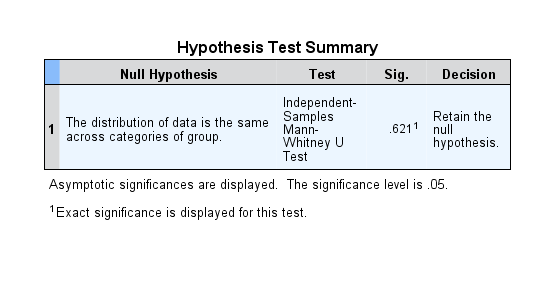 Hypothesis Test Summary
Null Hypothesis Test Sig. Decision
1 The distribution of data is the same across categories of group. Independent-Samples Mann-Whitney U Test .621¹ Retain the null hypothesis.
Asymptotic significances are displayed.  The significance level is .05.
¹Exact significance is displayed for this test.